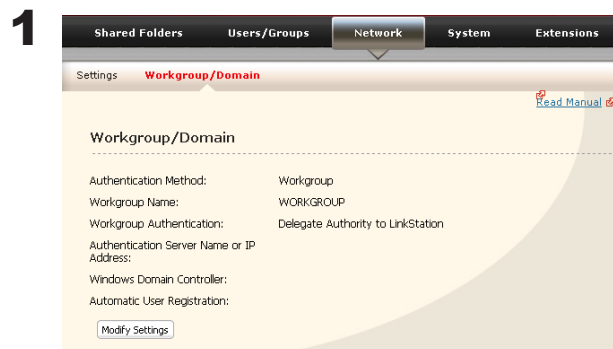 1
Shared Folders Users/Groups Network System Extensions
Settings Workgroup/Domain
Read Manual
Workgroup/Domain
Authentication Method: Workgroup
Workgroup Name: WORKGROUP
Workgroup Authentication: Delegate Authority to LinkStation
Authentication Server Name or IP
Address:
Windows Domain Controller:
Automatic User Registration:
Modify Settings